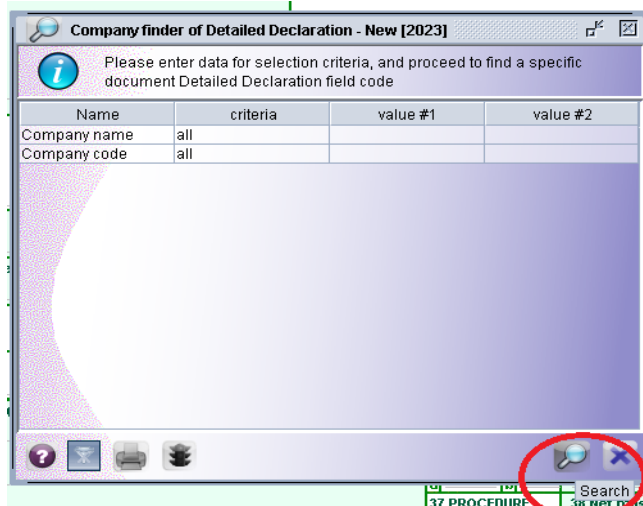 Company finder of Detailed Declaration - New [2023]
Please enter data for selection criteria, and proceed to find a specific
document Detailed Declaration field code
Name criteria value #1 value #2
Company name all
Company code all
Search
37 PROCEDURE 38 Net